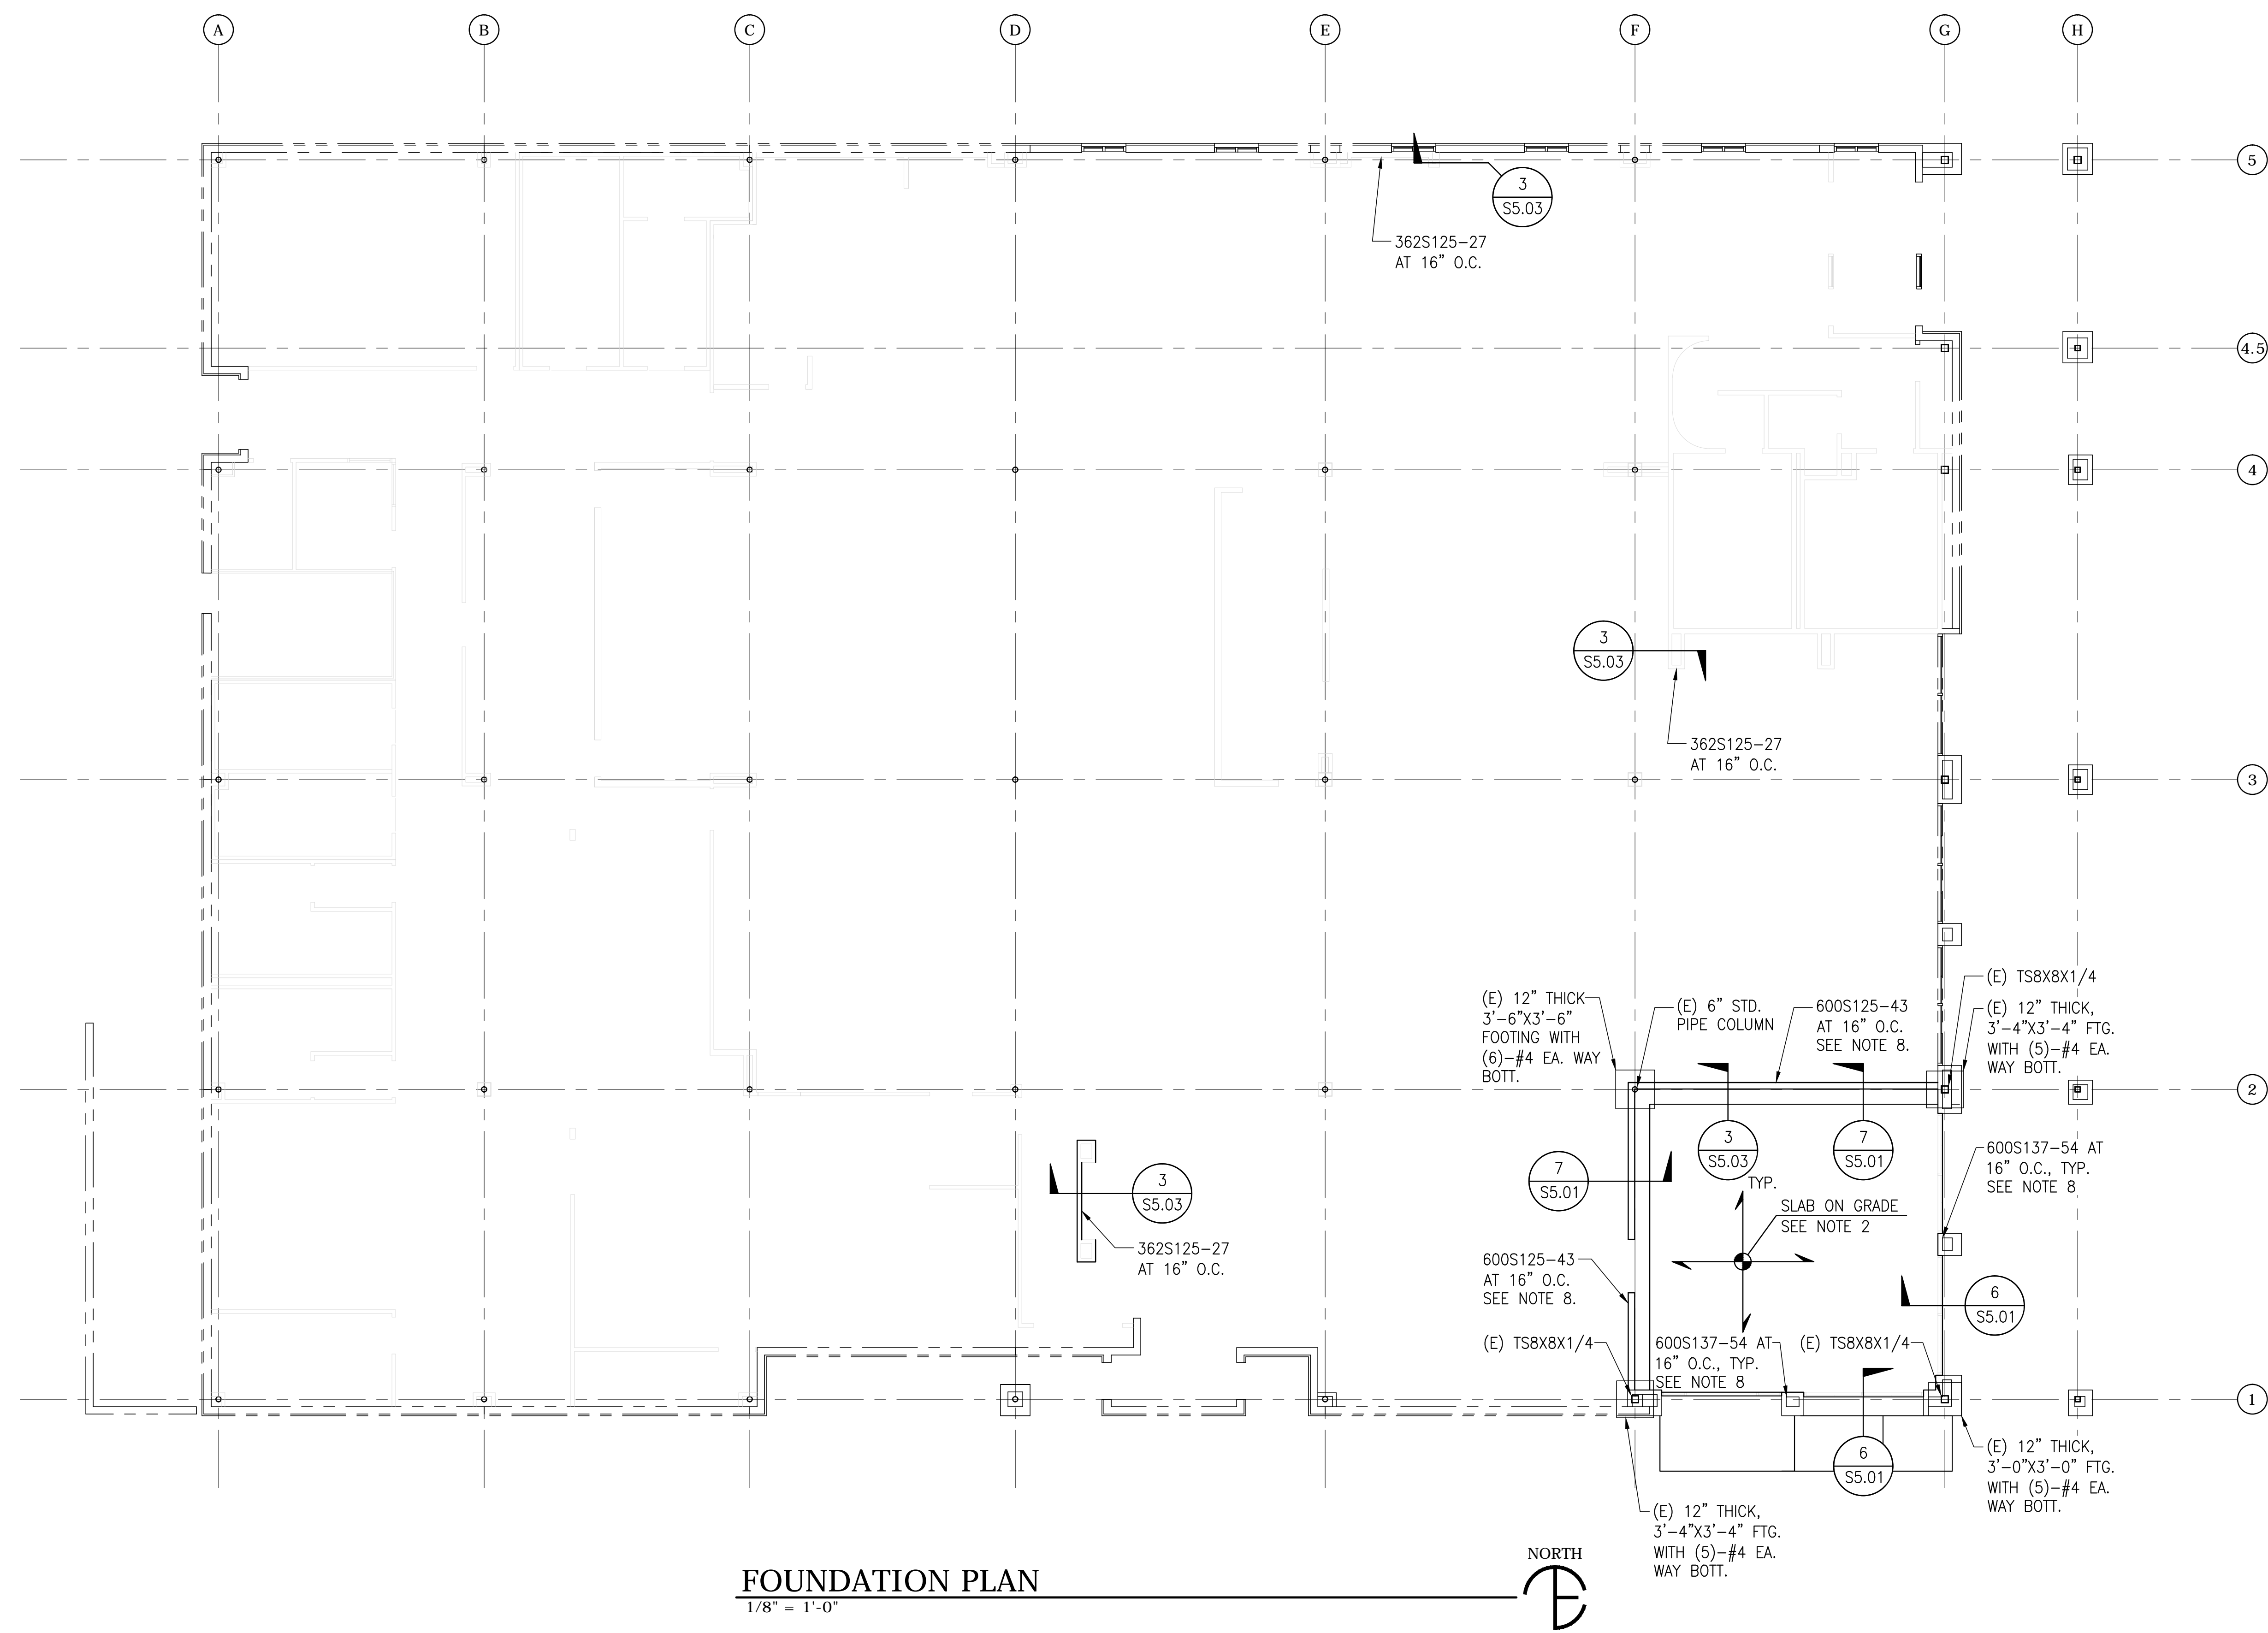 A
B
C
D
E
F
G
H
5
3
S5.03
362S125-27
AT 16" O.C.
4.5
4
3
S5.03
362S125-27
AT 16" O.C.
3
(E) TS8X8X1/4
(E) 12" THICK,
3'-4"X3'-4" FTG.
WITH (5)-#4 EA.
WAY BOTT.
(E) 12" THICK
3'-6"X3'-6"
FOOTING WITH
(6)-#4 EA. WAY
BOTT.
(E) 6" STD.
PIPE COLUMN
600S125-43
AT 16" O.C.
SEE NOTE 8.
2
3
S5.03
TYP.
7
S5.01
600S137-54 AT
16" O.C., TYP.
SEE NOTE 8
3
S5.03
7
S5.01
SLAB ON GRADE
SEE NOTE 2
362S125-27
AT 16" O.C.
600S125-43
AT 16" O.C.
SEE NOTE 8.
6
S5.01
(E) TS8X8X1/4
600S137-54 AT
16" O.C., TYP.
SEE NOTE 8
(E) TS8X8X1/4
1
6
S5.01
(E) 12" THICK,
3'-0"X3'-0" FTG.
WITH (5)-#4 EA.
WAY BOTT.
(E) 12" THICK,
3'-4"X3'-4" FTG.
WITH (5)-#4 EA.
WAY BOTT.
FOUNDATION PLAN
1/8" = 1'-0"
NORTH